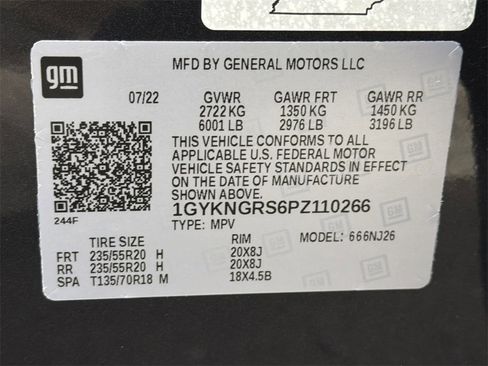 gm
MFD BY GENERAL MOTORS LLC
07/22 GVWR GAWR FRT GAWR RR
2722 KG 1350 KG 1450 KG
6001 LB 2976 LB 3196 LB
THIS VEHICLE CONFORMS TO ALL
APPLICABLE U.S. FEDERAL MOTOR
VEHICLE SAFETY STANDARDS IN EFFECT
ON THE DATE OF MANUFACTURE
SHOWN ABOVE.
244F
1GYKNGRS6PZ110266
TYPE: MPV
TIRE SIZE RIM MODEL: 666NJ26
FRT 235/55R20 H 20X8J
RR 235/55R20 H 20X8J
SPA T135/70R18 M 18X4.5B